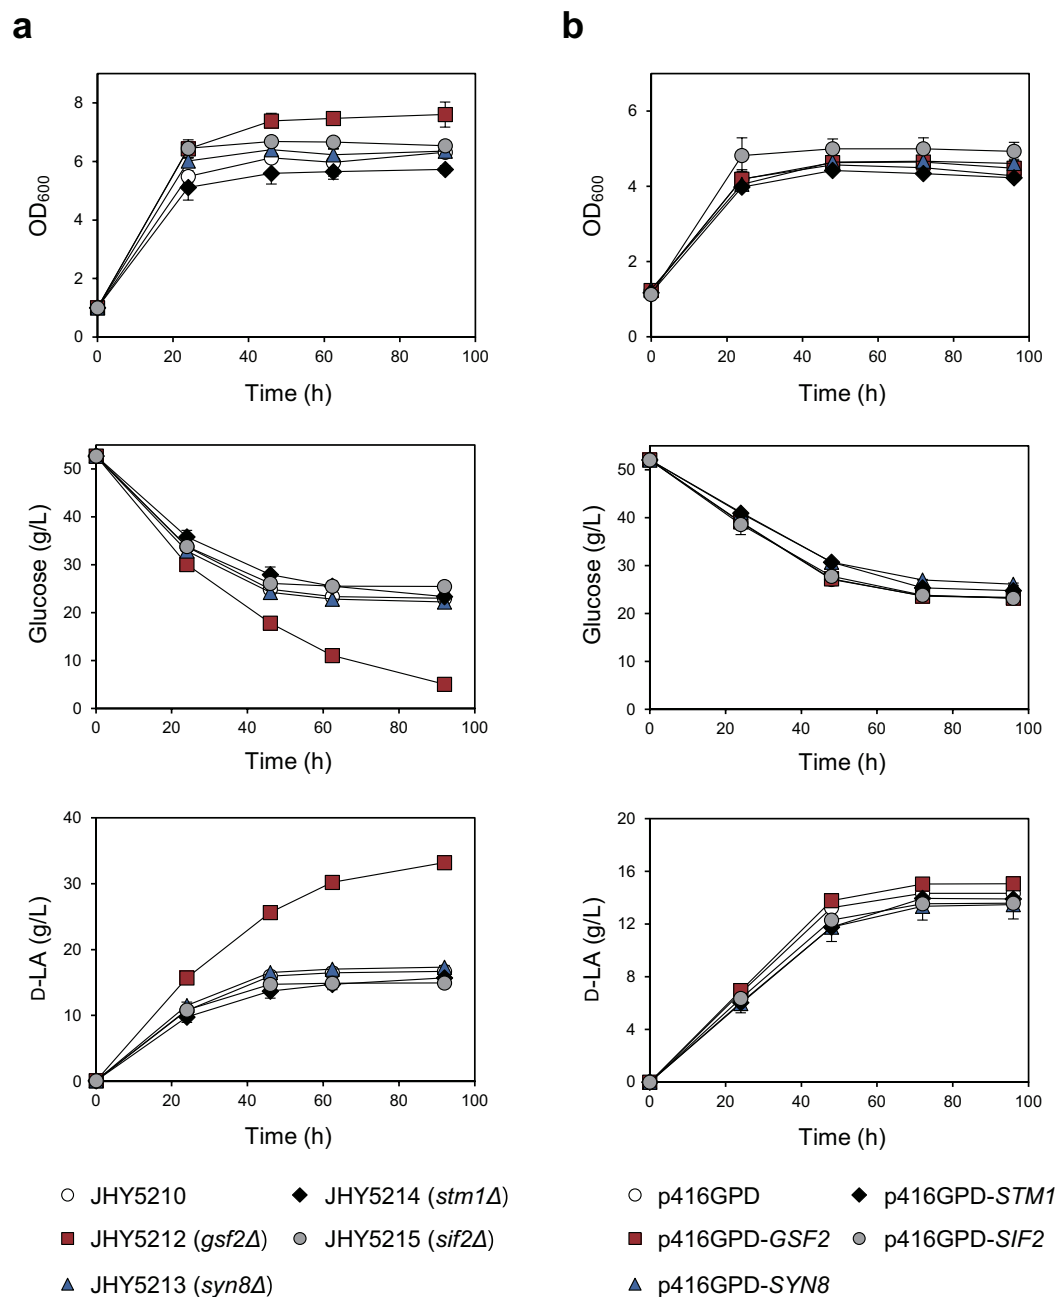 a
b
8
6
4
2
0
OD600
0 20 40 60 80 100
Time (h)
6
4
2
0
OD600
0 20 40 60 80 100
Time (h)
50
40
30
20
10
0
Glucose (g/L)
0 20 40 60 80 100
Time (h)
50
40
30
20
10
0
Glucose (g/L)
0 20 40 60 80 100
Time (h)
40
30
20
10
0
D-LA (g/L)
0 20 40 60 80 100
Time (h)
20
16
12
8
4
0
D-LA (g/L)
0 20 40 60 80 100
Time (h)
JHY5210
JHY5214 (stm1Δ)
JHY5212 (gsf2Δ)
JHY5215 (sif2Δ)
JHY5213 (syn8Δ)
p416GPD
p416GPD-STM1
p416GPD-GSF2
p416GPD-SIF2
p416GPD-SYN8